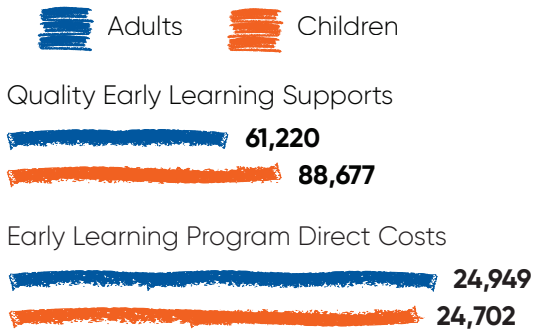 Adults Children
Quality Early Learning Supports
61,220
88,677
Early Learning Program Direct Costs
24,949
24,702